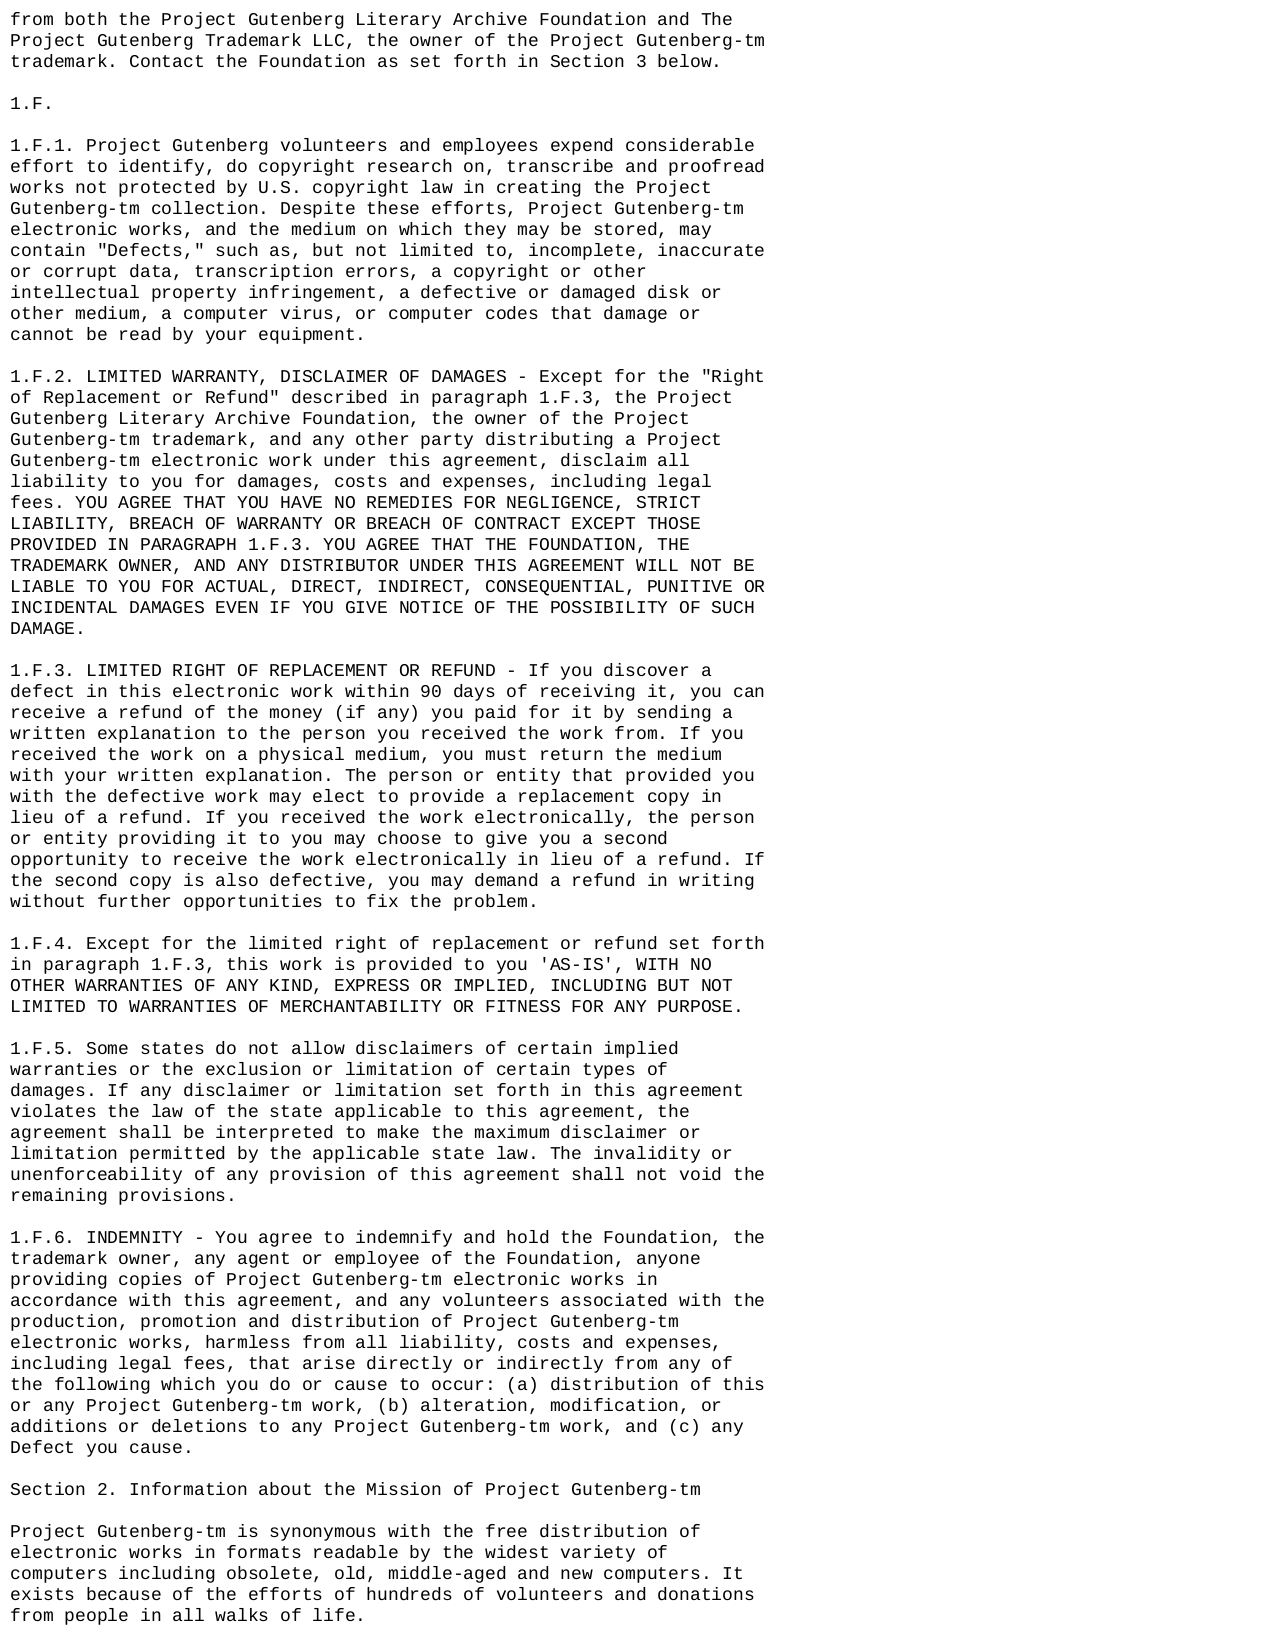 from both the Project Gutenberg Literary Archive Foundation and The
Project Gutenberg Trademark LLC, the owner of the Project Gutenberg-tm
trademark. Contact the Foundation as set forth in Section 3 below.

1.F.

1.F.1. Project Gutenberg volunteers and employees expend considerable
effort to identify, do copyright research on, transcribe and proofread
works not protected by U.S. copyright law in creating the Project
Gutenberg-tm collection. Despite these efforts, Project Gutenberg-tm
electronic works, and the medium on which they may be stored, may
contain "Defects," such as, but not limited to, incomplete, inaccurate
or corrupt data, transcription errors, a copyright or other
intellectual property infringement, a defective or damaged disk or
other medium, a computer virus, or computer codes that damage or
cannot be read by your equipment.

1.F.2. LIMITED WARRANTY, DISCLAIMER OF DAMAGES - Except for the "Right
of Replacement or Refund" described in paragraph 1.F.3, the Project
Gutenberg Literary Archive Foundation, the owner of the Project
Gutenberg-tm trademark, and any other party distributing a Project
Gutenberg-tm electronic work under this agreement, disclaim all
liability to you for damages, costs and expenses, including legal
fees. YOU AGREE THAT YOU HAVE NO REMEDIES FOR NEGLIGENCE, STRICT
LIABILITY, BREACH OF WARRANTY OR BREACH OF CONTRACT EXCEPT THOSE
PROVIDED IN PARAGRAPH 1.F.3. YOU AGREE THAT THE FOUNDATION, THE
TRADEMARK OWNER, AND ANY DISTRIBUTOR UNDER THIS AGREEMENT WILL NOT BE
LIABLE TO YOU FOR ACTUAL, DIRECT, INDIRECT, CONSEQUENTIAL, PUNITIVE OR
INCIDENTAL DAMAGES EVEN IF YOU GIVE NOTICE OF THE POSSIBILITY OF SUCH
DAMAGE.

1.F.3. LIMITED RIGHT OF REPLACEMENT OR REFUND - If you discover a
defect in this electronic work within 90 days of receiving it, you can
receive a refund of the money (if any) you paid for it by sending a
written explanation to the person you received the work from. If you
received the work on a physical medium, you must return the medium
with your written explanation. The person or entity that provided you
with the defective work may elect to provide a replacement copy in
lieu of a refund. If you received the work electronically, the person
or entity providing it to you may choose to give you a second
opportunity to receive the work electronically in lieu of a refund. If
the second copy is also defective, you may demand a refund in writing
without further opportunities to fix the problem.

1.F.4. Except for the limited right of replacement or refund set forth
in paragraph 1.F.3, this work is provided to you 'AS-IS', WITH NO
OTHER WARRANTIES OF ANY KIND, EXPRESS OR IMPLIED, INCLUDING BUT NOT
LIMITED TO WARRANTIES OF MERCHANTABILITY OR FITNESS FOR ANY PURPOSE.

1.F.5. Some states do not allow disclaimers of certain implied
warranties or the exclusion or limitation of certain types of
damages. If any disclaimer or limitation set forth in this agreement
violates the law of the state applicable to this agreement, the
agreement shall be interpreted to make the maximum disclaimer or
limitation permitted by the applicable state law. The invalidity or
unenforceability of any provision of this agreement shall not void the
remaining provisions.

1.F.6. INDEMNITY - You agree to indemnify and hold the Foundation, the
trademark owner, any agent or employee of the Foundation, anyone
providing copies of Project Gutenberg-tm electronic works in
accordance with this agreement, and any volunteers associated with the
production, promotion and distribution of Project Gutenberg-tm
electronic works, harmless from all liability, costs and expenses,
including legal fees, that arise directly or indirectly from any of
the following which you do or cause to occur: (a) distribution of this
or any Project Gutenberg-tm work, (b) alteration, modification, or
additions or deletions to any Project Gutenberg-tm work, and (c) any
Defect you cause.

Section 2. Information about the Mission of Project Gutenberg-tm

Project Gutenberg-tm is synonymous with the free distribution of
electronic works in formats readable by the widest variety of
computers including obsolete, old, middle-aged and new computers. It
exists because of the efforts of hundreds of volunteers and donations
from people in all walks of life.